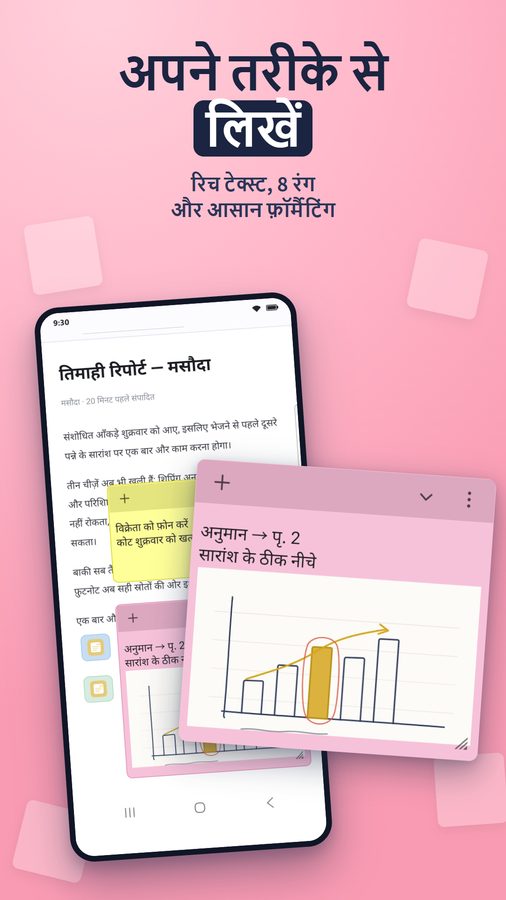 अपने तरीके से
लिखें
रिच टेक्स्ट, 8 रंग
और आसान फ़ॉर्मैटिंग
9:30
तिमाही रिपोर्ट – मसौदा
मसौदा · 20 मिनट पहले संपादित
संशोधित आँकड़े शुक्रवार को आए, इसलिए भेजने से पहले दूसरे
पन्ने के सारांश पर एक बार और काम करना होगा।
तीन चीज़ें अब भी खुली हैं: शिपिंग
और
नहीं रोकता,
सकता।
बाकी सब
फ़ुटनोट अब सही स्रोतों की ओर
एक बार
विक्रेता को फ़ोन करें
कोट शुक्रवार को
अनुमान → पृ. 2
सारांश के ठीक
अनुमान → पृ. 2
सारांश के ठीक नीचे